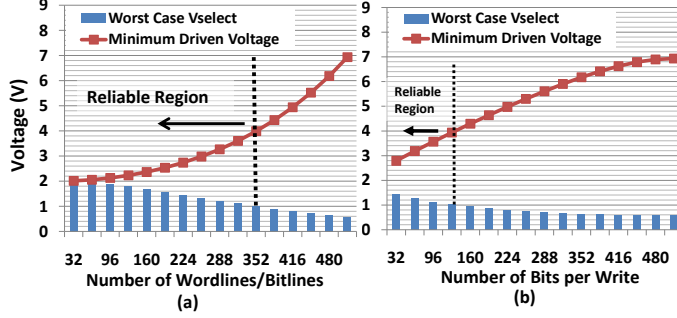 9
8
7
6
5
4
3
2
1
0
Voltage (V)
Worst Case Vselect
Minimum Driven Voltage
Reliable Region
32 96 160 224 288 352 416 480
Number of Wordlines/Bitlines
(a)
9
8
7
6
5
4
3
2
1
0
Worst Case Vselect
Minimum Driven Voltage
Reliable
Region
32 96 160 224 288 352 416 480
Number of Bits per Write
(b)